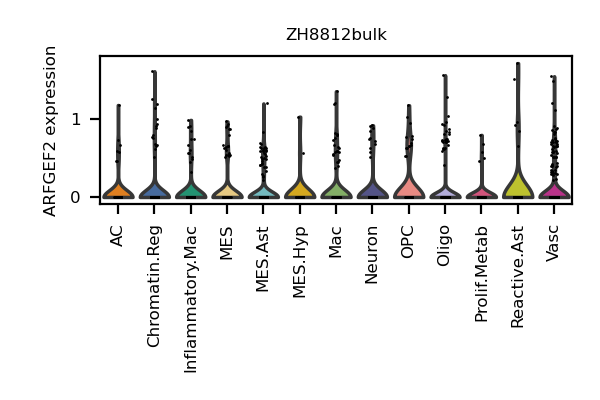 ZH8812bulk
ARFGEF2 expression
1
0
AC
Chromatin.Reg
Inflammatory.Mac
MES
MES.Ast
MES.Hyp
Mac
Neuron
OPC
Oligo
Prolif.Metab
Reactive.Ast
Vasc